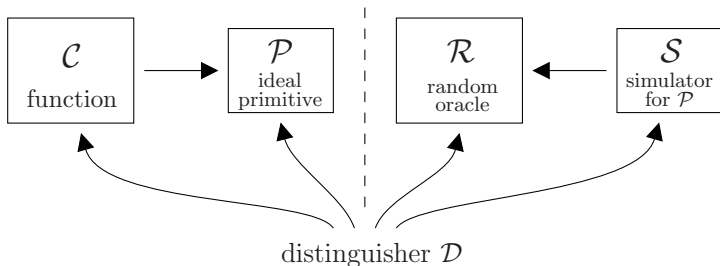 𝒞
function
𝒫
ideal
primitive
ℛ
random
oracle
𝒮
simulator
for 𝒫
distinguisher 𝒟